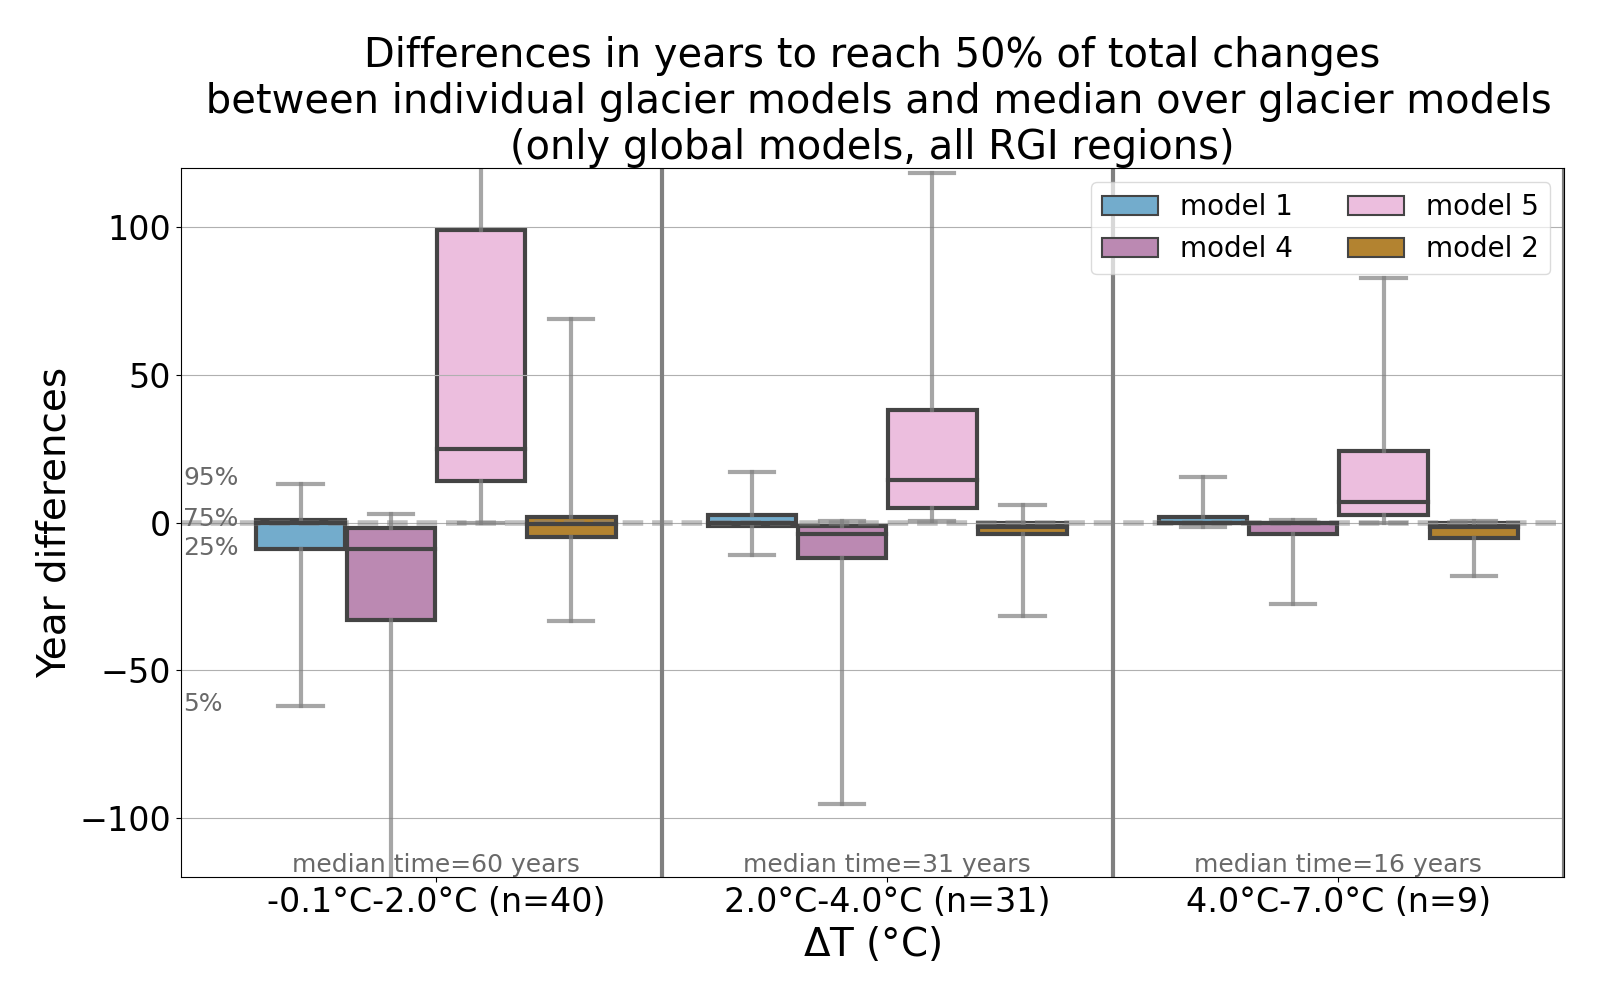 Differences in years to reach 50% of total changes
between individual glacier models and median over glacier models
(only global models, all RGI regions)
model 1
model 5
model 4
model 2
Year differences
100
50
0
−50
−100
95%
75%
25%
5%
median time=60 years
median time=31 years
median time=16 years
-0.1°C-2.0°C (n=40)
2.0°C-4.0°C (n=31)
4.0°C-7.0°C (n=9)
ΔT (°C)